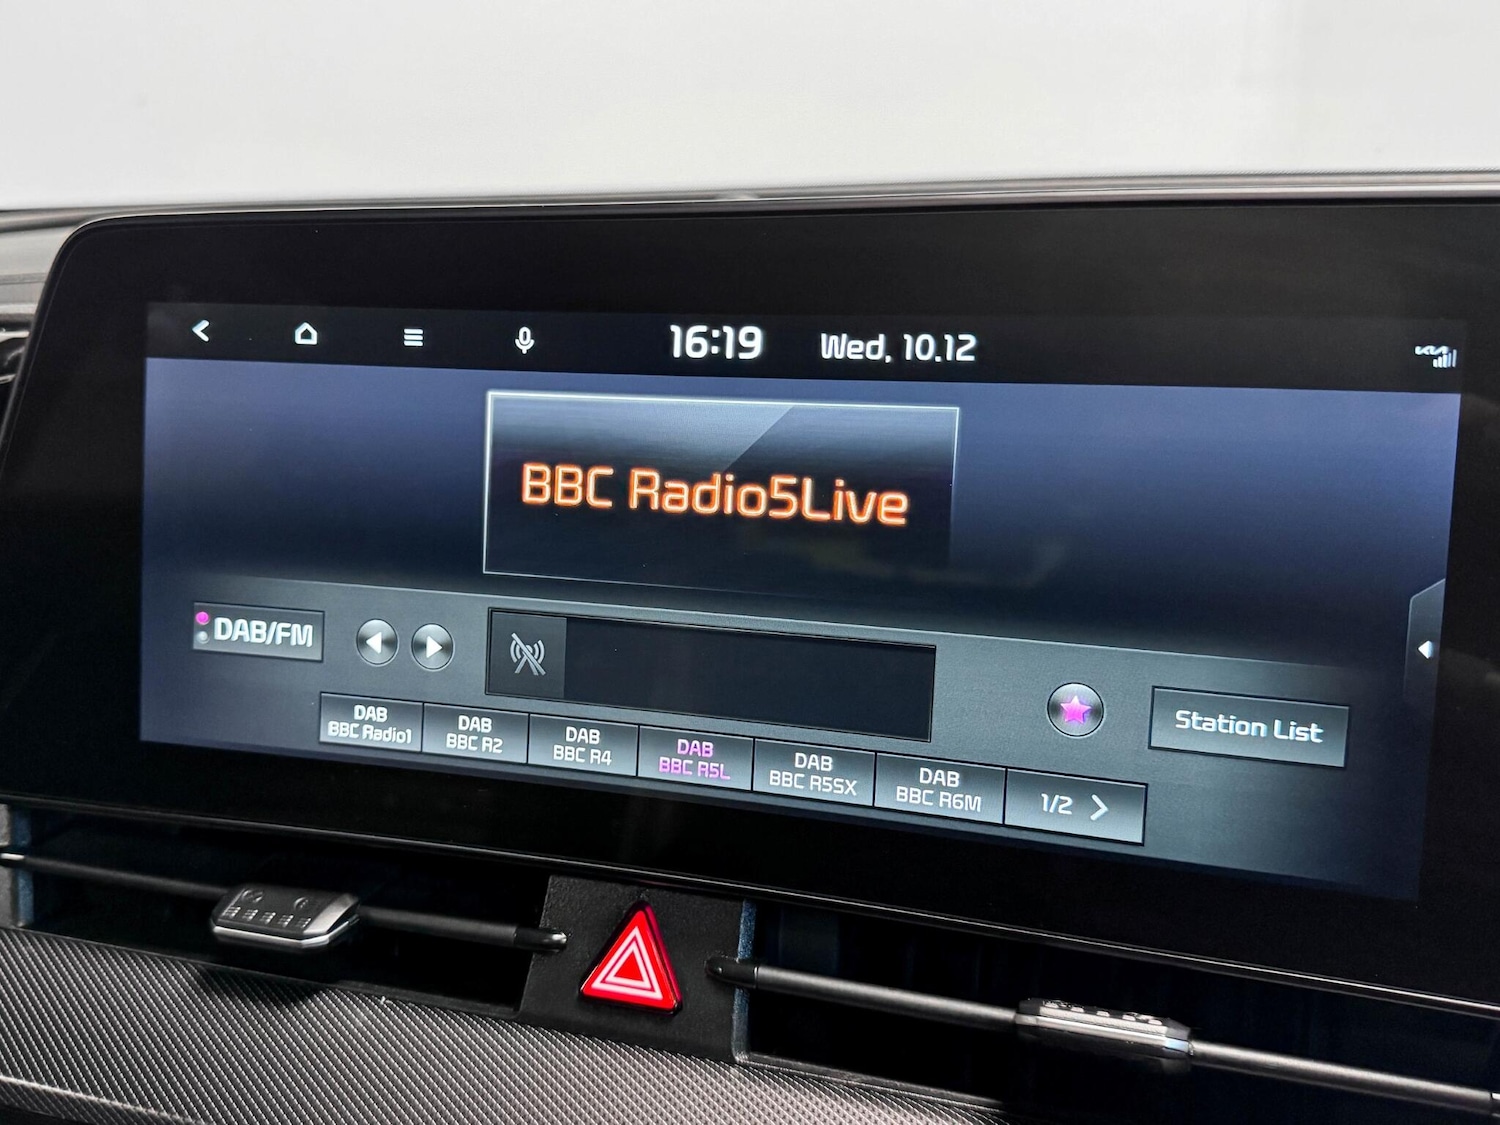 16:19 Wed, 10.12
KIA
BBC Radio5Live
DAB/FM
Station List
DAB
BBC Radio1
DAB
BBC R2
DAB
BBC R4
DAB
BBC R5L
DAB
BBC R5SX
DAB
BBC R6M
1/2